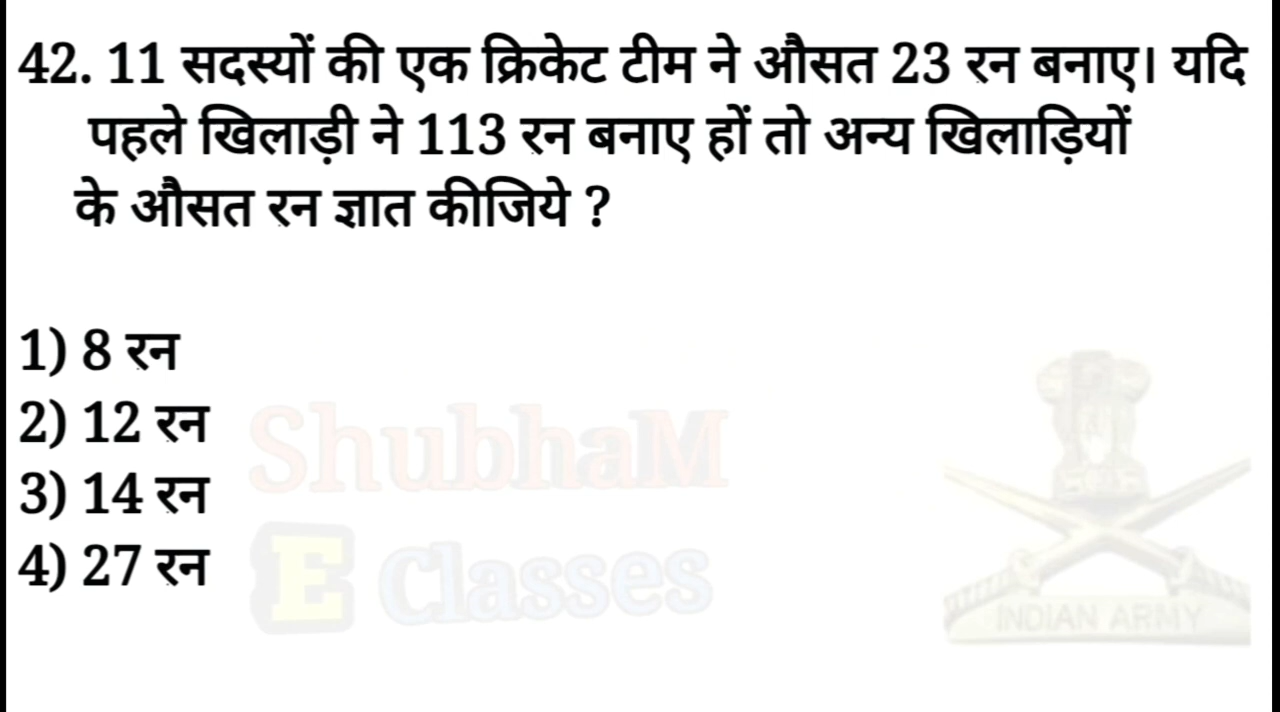 42. 11 सदस्यों की एक क्रिकेट टीम ने औसत 23 रन बनाए। यदि
पहले खिलाड़ी ने 113 रन बनाए हों तो अन्य खिलाड़ियों
के औसत रन ज्ञात कीजिये ?
1) 8 रन
2) 12 रन
3) 14 रन
4) 27 रन
ShubhaM
E Classes
INDIAN ARMY